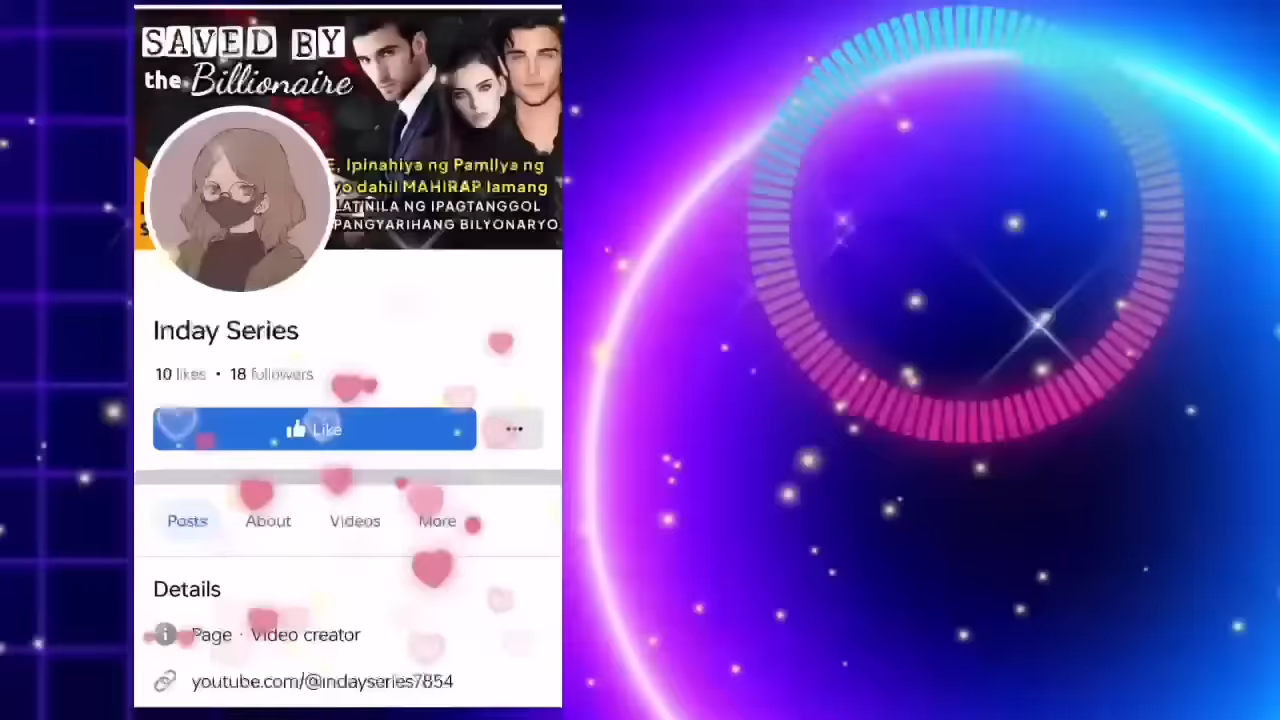 SAVED BY
the Billionaire
E, Ipinahiya ng Pamilya ng
yo dahil MAHIRAP lamang
NILA NG IPAGTANGGOL
PANGYARIHANG BILYONARYO
Inday Series
10 likes • 18 followers
Like
Posts About Videos More
Details
Page · Video creator
youtube.com/@indayseries7854